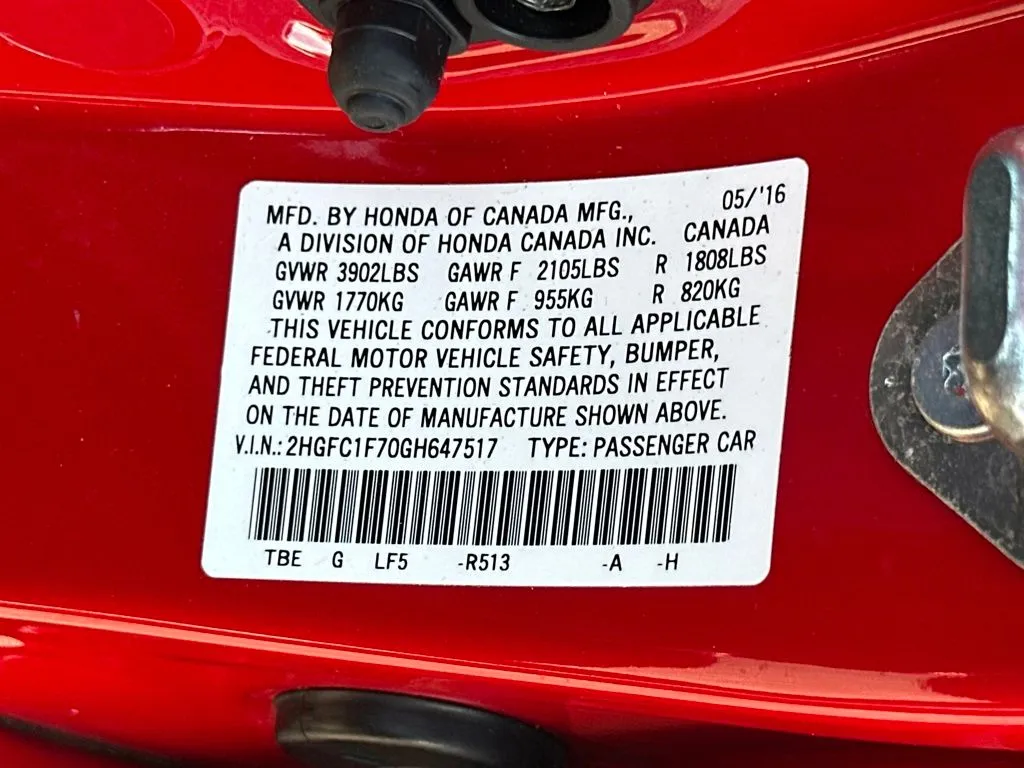 05/'16
MFD. BY HONDA OF CANADA MFG.,
A DIVISION OF HONDA CANADA INC. CANADA
GVWR 3902LBS GAWR F 2105LBS R 1808LBS
GVWR 1770KG GAWR F 955KG R 820KG
THIS VEHICLE CONFORMS TO ALL APPLICABLE
FEDERAL MOTOR VEHICLE SAFETY, BUMPER,
AND THEFT PREVENTION STANDARDS IN EFFECT
ON THE DATE OF MANUFACTURE SHOWN ABOVE.
V.I.N.: 2HGFC1F70GH647517 TYPE: PASSENGER CAR
TBE G LF5 -R513 -A -H